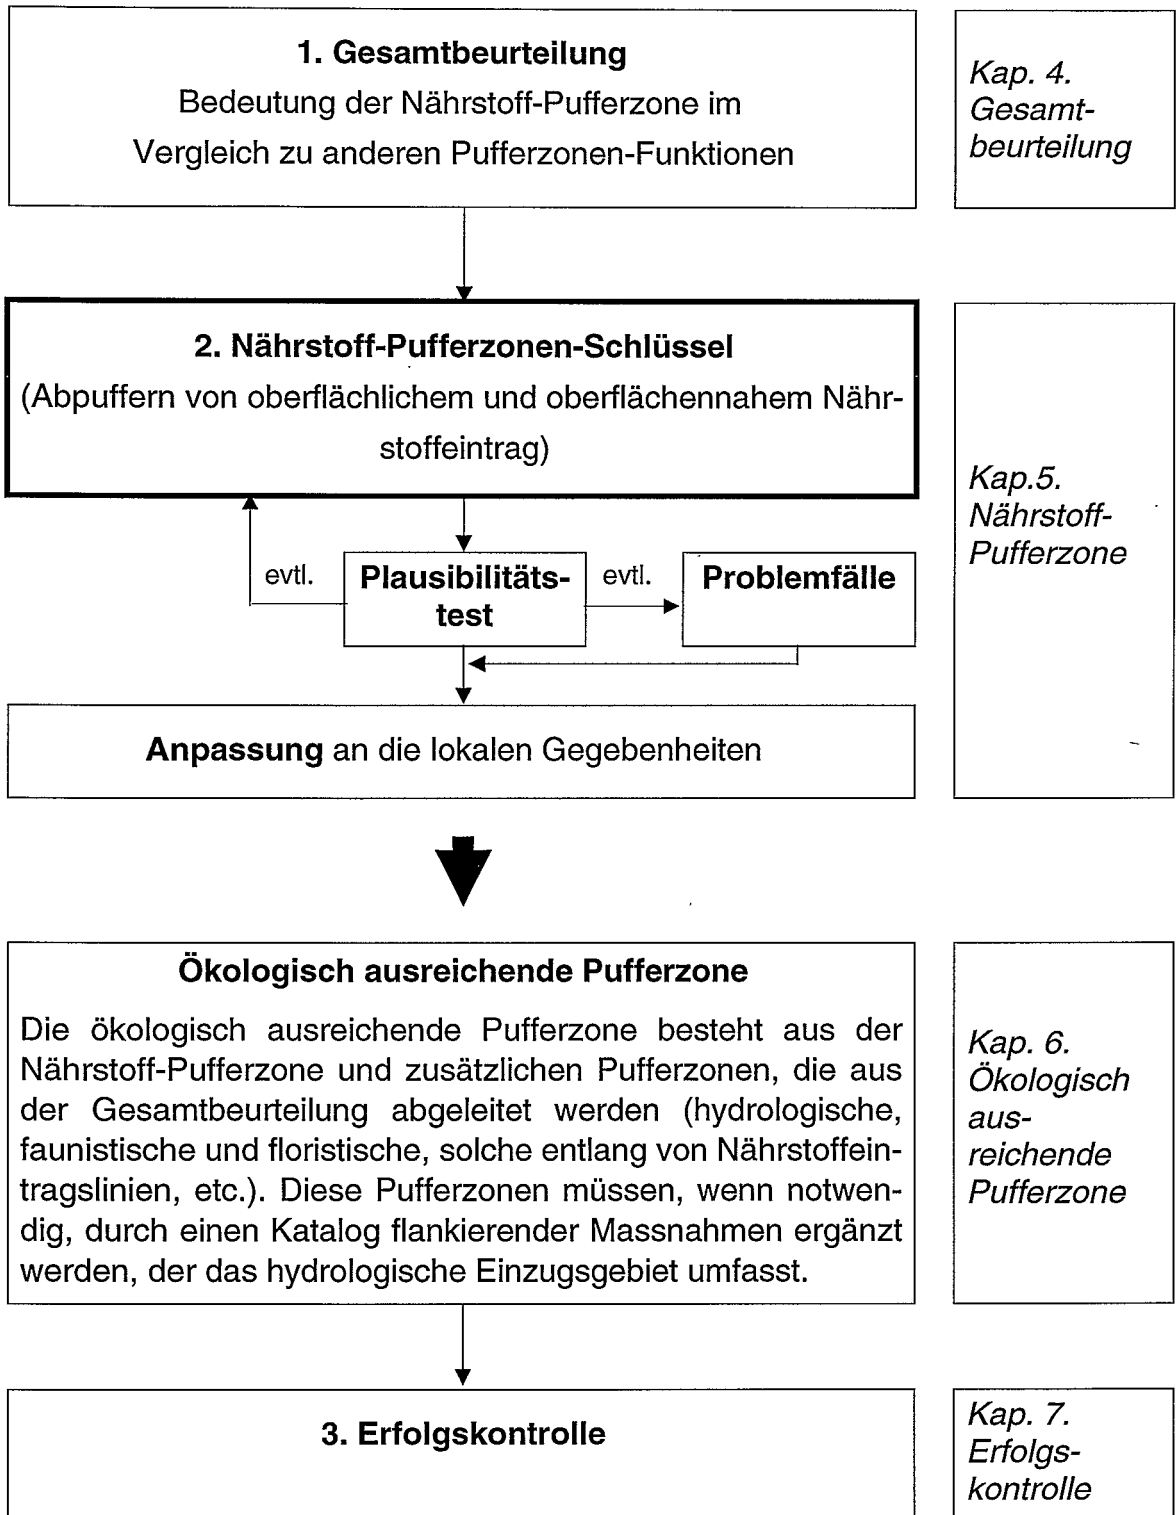 1. Gesamtbeurteilung
Bedeutung der Nährstoff-Pufferzone im
Vergleich zu anderen Pufferzonen-Funktionen
Kap. 4.
Gesamt-
beurteilung
2. Nährstoff-Pufferzonen-Schlüssel
(Abpuffern von oberflächlichem und oberflächennahem Nähr-
stoffeintrag)
Kap.5.
Nährstoff-
Pufferzone
evtl.
Plausibilitäts-
test
evtl.
Problemfälle
Anpassung an die lokalen Gegebenheiten
Ökologisch ausreichende Pufferzone
Die ökologisch ausreichende Pufferzone besteht aus der
Nährstoff-Pufferzone und zusätzlichen Pufferzonen, die aus
der Gesamtbeurteilung abgeleitet werden (hydrologische,
faunistische und floristische, solche entlang von Nährstoffein-
tragslinien, etc.). Diese Pufferzonen müssen, wenn notwen-
dig, durch einen Katalog flankierender Massnahmen ergänzt
werden, der das hydrologische Einzugsgebiet umfasst.
Kap. 6.
Ökologisch
aus-
reichende
Pufferzone
3. Erfolgskontrolle
Kap. 7.
Erfolgs-
kontrolle